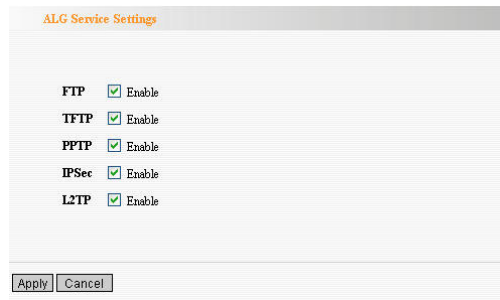 ALG Service Settings
FTP Enable
TFTP Enable
PPTP Enable
IPSec Enable
L2TP Enable
Apply Cancel